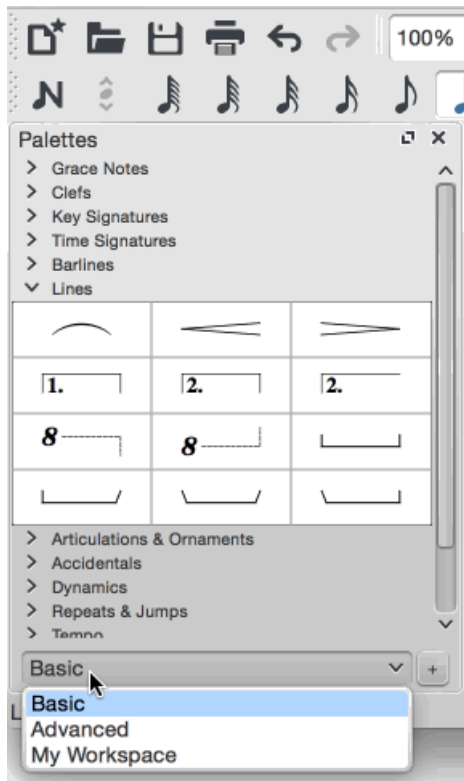 100%
Palettes
Grace Notes
Clefs
Key Signatures
Time Signatures
Barlines
Lines
1. 2. 2.
8 8
Articulations & Ornaments
Accidentals
Dynamics
Repeats & Jumps
Tempo
Basic +
Basic
Advanced
My Workspace